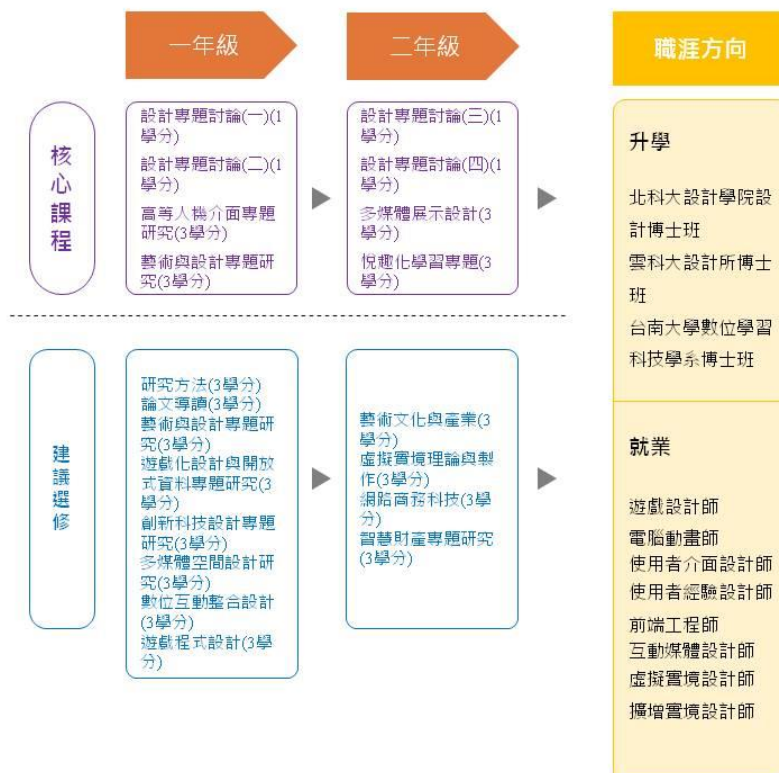 一年級
二年級
職涯方向
核
心
課
程
設計專題討論(一)(1
學分)
設計專題討論(二)(1
學分)
高等人機介面專題
研究(3學分)
藝術與設計專題研
究(3學分)
設計專題討論(三)(1
學分)
設計專題討論(四)(1
學分)
多媒體展示設計(3
學分)
悅趣化學習專題(3
學分)
建
議
選
修
研究方法(3學分)
論文導讀(3學分)
藝術與設計專題研
究(3學分)
遊戲化設計與開放
式資料專題研究(3
學分)
創新科技設計專題
研究(3學分)
多媒體空間設計研
究(3學分)
數位互動整合設計
(3學分)
遊戲程式設計(3學
分)
藝術文化與產業(3
學分)
虛擬實境理論與製
作(3學分)
網路商務科技(3學
分)
智慧財產專題研究
(3學分)
升學
北科大設計學院設
計博士班
雲科大設計所博士
班
台南大學數位學習
科技學系博士班
就業
遊戲設計師
電腦動畫師
使用者介面設計師
使用者經驗設計師
前端工程師
互動媒體設計師
虛擬實境設計師
擴增實境設計師